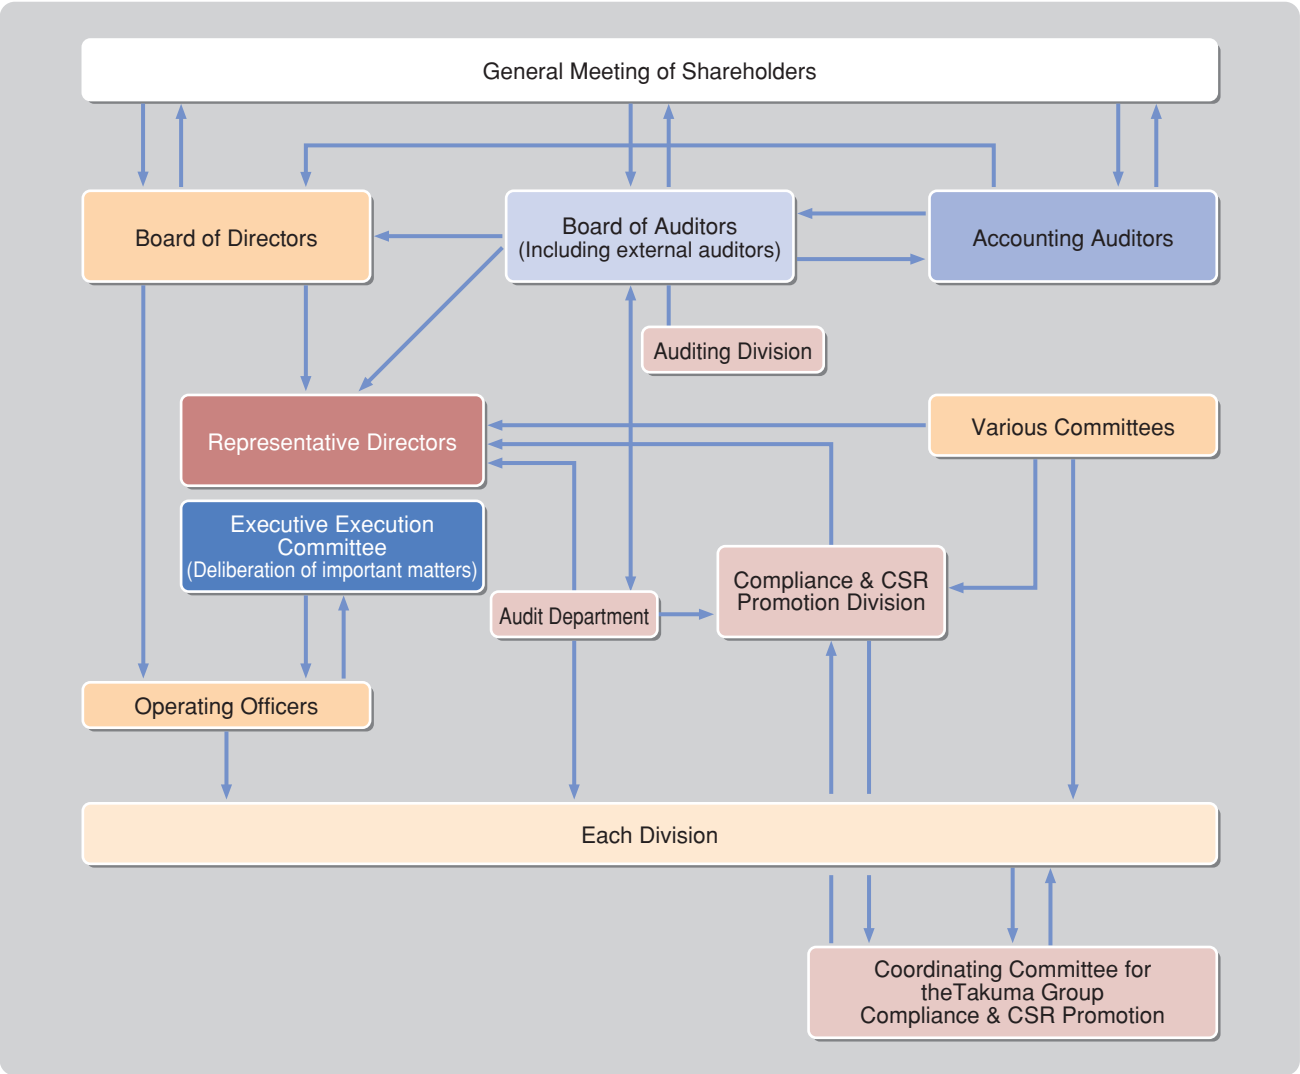 General Meeting of Shareholders
Board of Directors
Board of Auditors
(Including external auditors)
Accounting Auditors
Auditing Division
Representative Directors
Various Committees
Executive Execution
Committee
(Deliberation of important matters)
Compliance & CSR
Promotion Division
Audit Department
Operating Officers
Each Division
Coordinating Committee for
theTakuma Group
Compliance & CSR Promotion